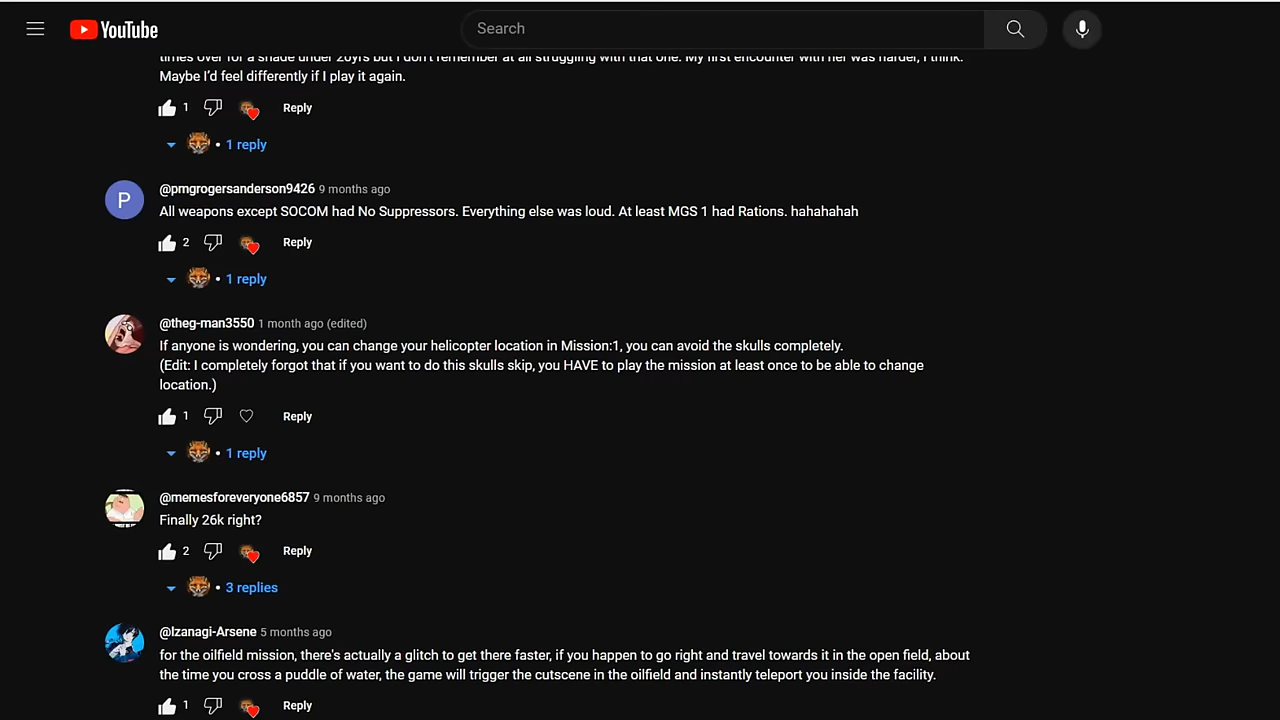 YouTube
Search
times over for a shade under 20yrs but I don't remember at all struggling with that one. My first encounter with her was harder, I think.
Maybe I'd feel differently if I play it again.
1 Reply
• 1 reply
P
@pmgrogersanderson9426 9 months ago
All weapons except SOCOM had No Suppressors. Everything else was loud. At least MGS 1 had Rations. hahahahah
2 Reply
• 1 reply
@theg-man3550 1 month ago (edited)
If anyone is wondering, you can change your helicopter location in Mission:1, you can avoid the skulls completely.
(Edit: I completely forgot that if you want to do this skulls skip, you HAVE to play the mission at least once to be able to change
location.)
1 Reply
• 1 reply
@memesforeveryone6857 9 months ago
Finally 26k right?
2 Reply
• 3 replies
@Izanagi-Arsene 5 months ago
for the oilfield mission, there's actually a glitch to get there faster, if you happen to go right and travel towards it in the open field, about
the time you cross a puddle of water, the game will trigger the cutscene in the oilfield and instantly teleport you inside the facility.
1 Reply